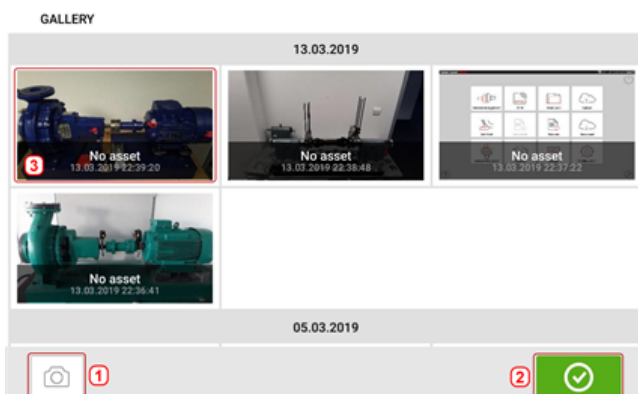 GALLERY
13.03.2019
No asset
13.03.2019 22:39:20
3
No asset
13.03.2019 22:38:48
No asset
13.03.2019 22:37:22
No asset
13.03.2019 22:36:41
05.03.2019
1
2